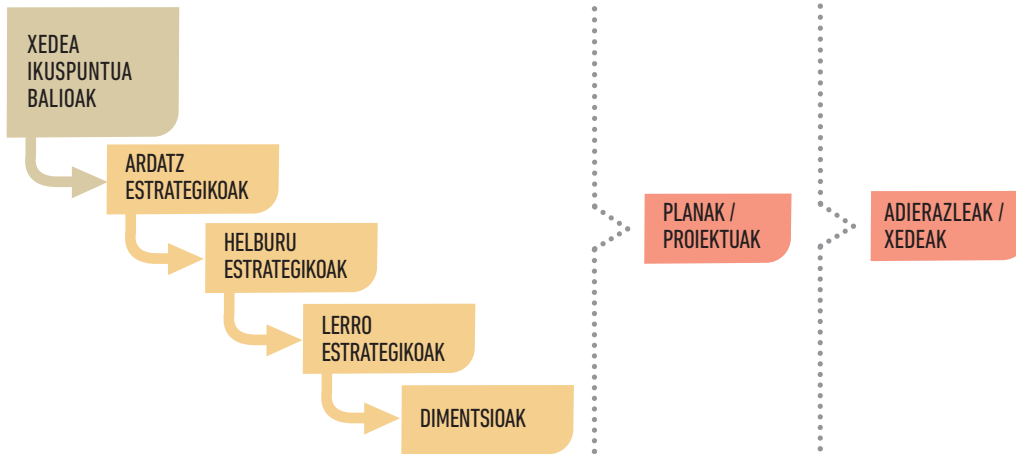 XEDEA
IKUSPUNTUA
BALIOAK
ARDATZ
ESTRATEGIKOAK
HELBURU
ESTRATEGIKOAK
LERRO
ESTRATEGIKOAK
DIMENTSIOAK
PLANAK /
PROIEKTUAK
ADIERAZLEAK /
XEDEAK